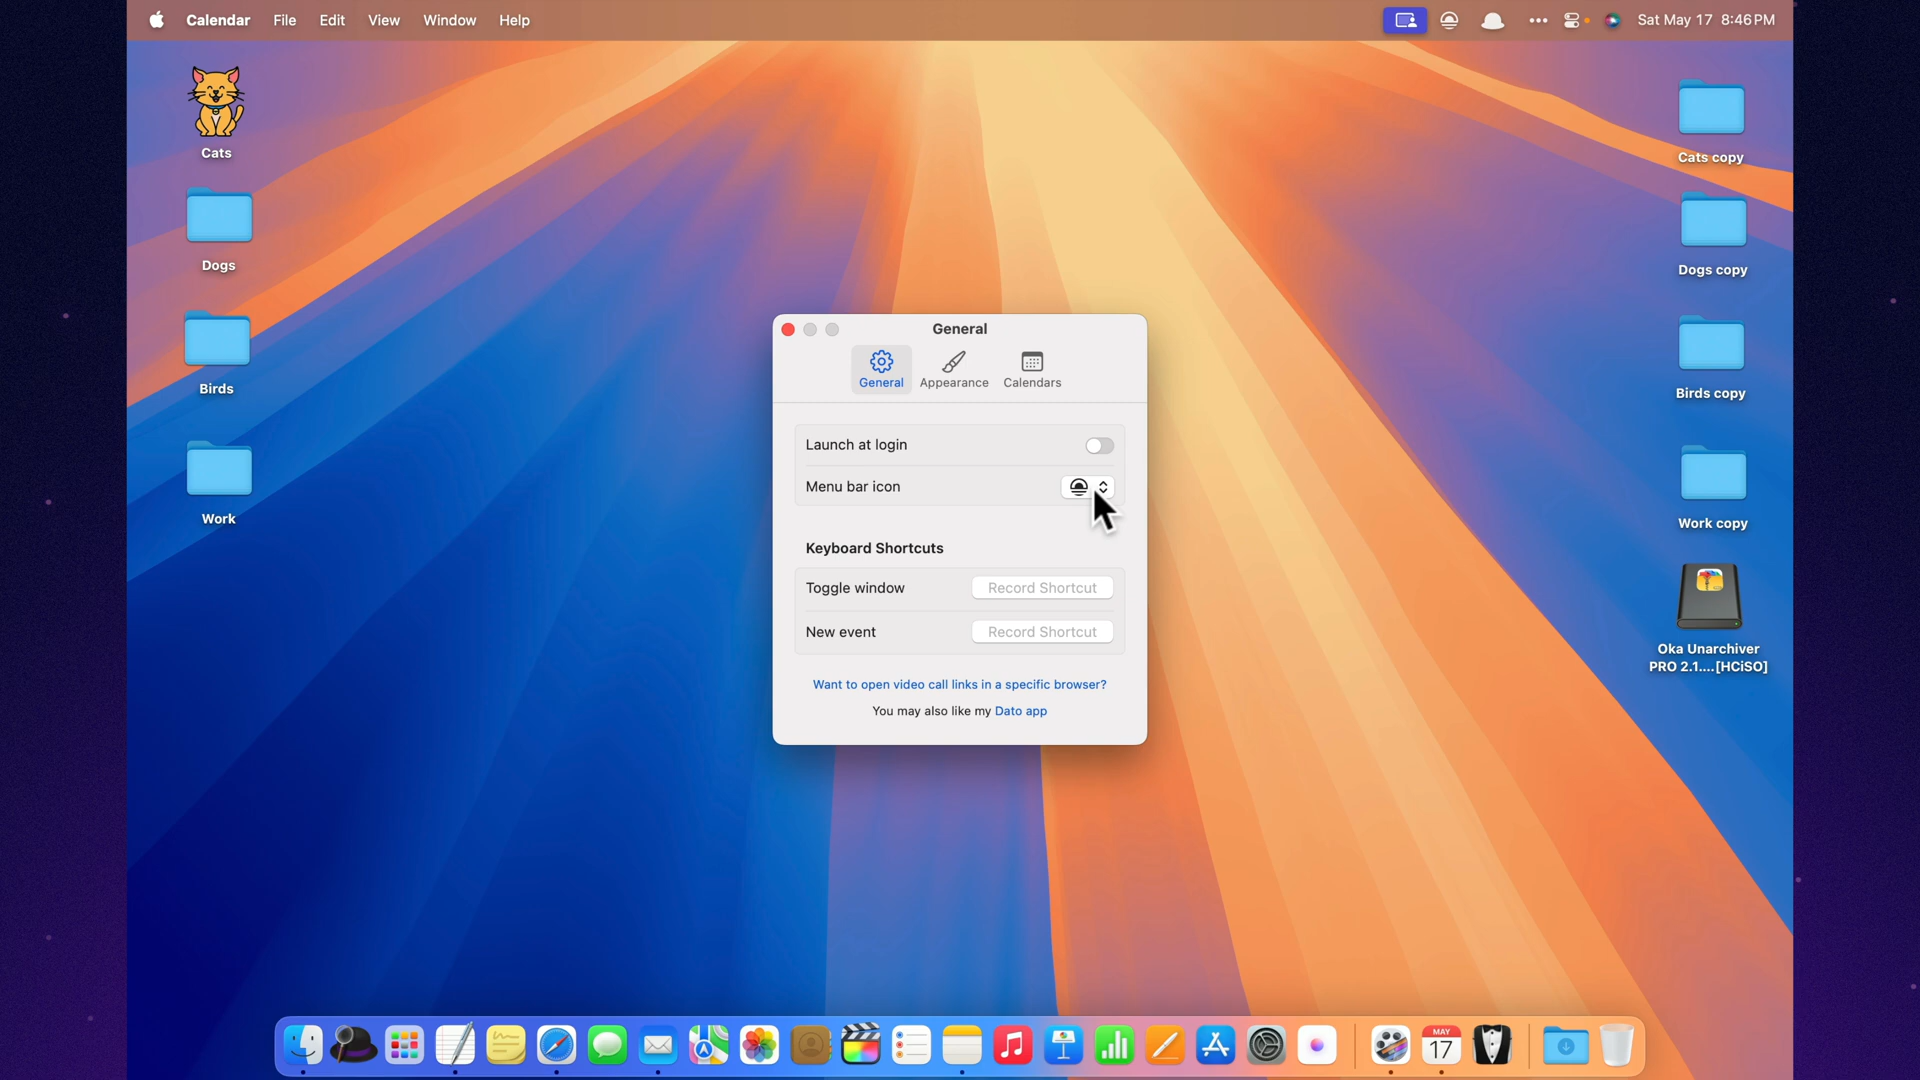 Calendar File Edit View Window Help Sat May 17 8:46 PM
Cats
Dogs
Birds
Work
Cats copy
Dogs copy
Birds copy
Work copy
Oka Unarchiver
PRO 2.1....[HCiSO]
General
General Appearance Calendars
Launch at login
Menu bar icon
Keyboard Shortcuts
Toggle window Record Shortcut
New event Record Shortcut
Want to open video call links in a specific browser?
You may also like my Dato app
MAY
17